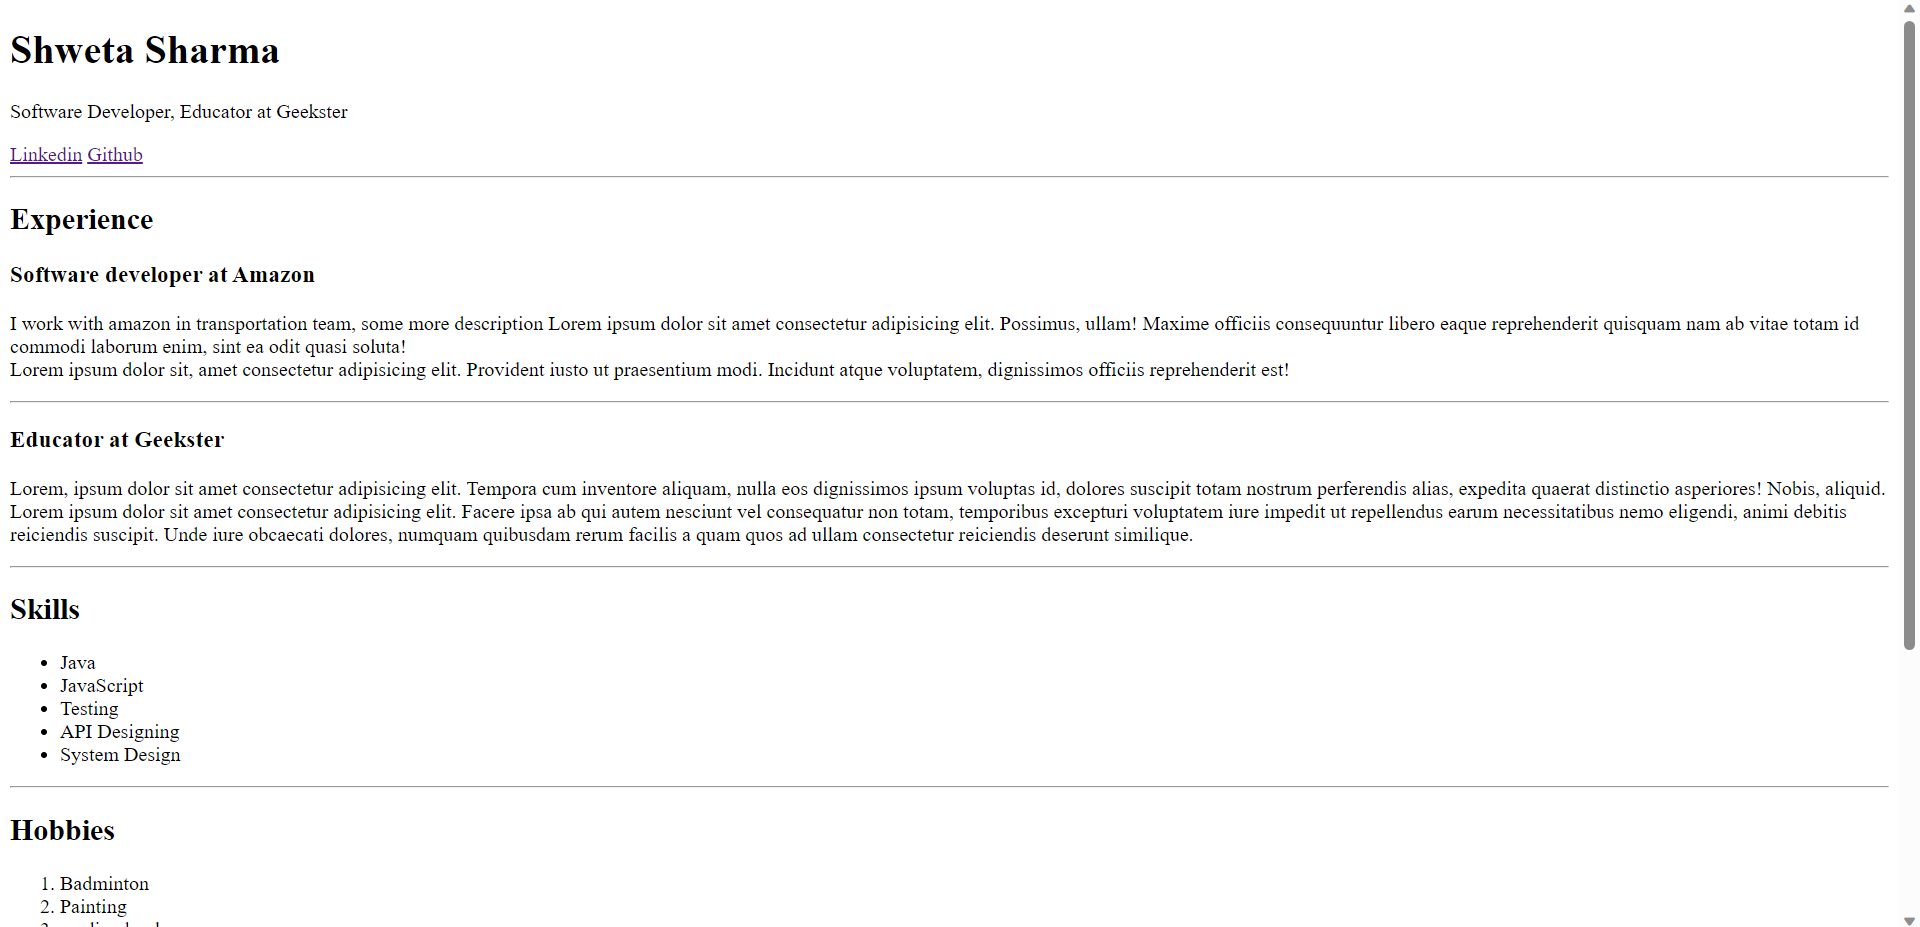 Shweta Sharma
Software Developer, Educator at Geekster
Linkedin Github
Experience
Software developer at Amazon
I work with amazon in transportation team, some more description Lorem ipsum dolor sit amet consectetur adipisicing elit. Possimus, ullam! Maxime officiis consequuntur libero eaque reprehenderit quisquam nam ab vitae totam id
commodi laborum enim, sint ea odit quasi soluta!
Lorem ipsum dolor sit, amet consectetur adipisicing elit. Provident iusto ut praesentium modi. Incidunt atque voluptatem, dignissimos officiis reprehenderit est!
Educator at Geekster
Lorem, ipsum dolor sit amet consectetur adipisicing elit. Tempora cum inventore aliquam, nulla eos dignissimos ipsum voluptas id, dolores suscipit totam nostrum perferendis alias, expedita quaerat distinctio asperiores! Nobis, aliquid.
Lorem ipsum dolor sit amet consectetur adipisicing elit. Facere ipsa ab qui autem nesciunt vel consequatur non totam, temporibus excepturi voluptatem iure impedit ut repellendus earum necessitatibus nemo eligendi, animi debitis
reiciendis suscipit. Unde iure obcaecati dolores, numquam quibusdam rerum facilis a quam quos ad ullam consectetur reiciendis deserunt similique.
Skills
• Java
• JavaScript
• Testing
• API Designing
• System Design
Hobbies
1. Badminton
2. Painting